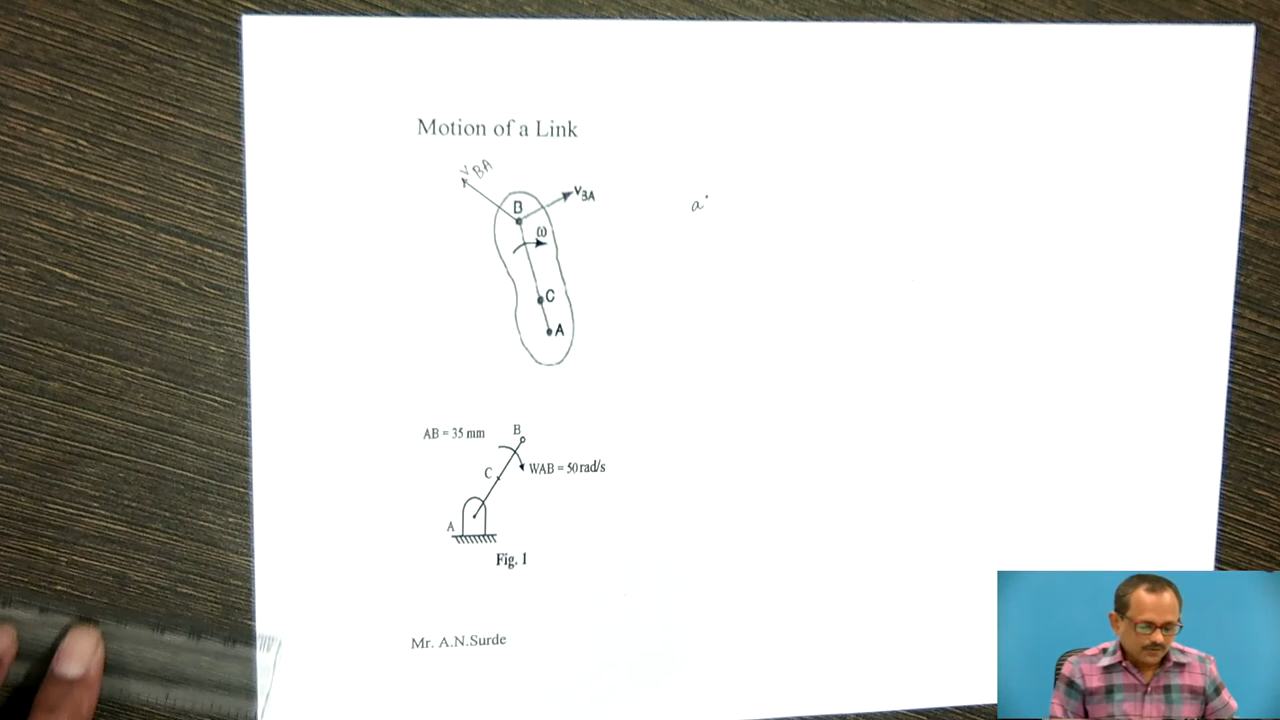 Motion of a Link
VBA
VBA
B
ω
a
C
A
AB = 35 mm
B
C
WAB = 50 rad/s
A
Fig. 1
Mr. A.N.Surde